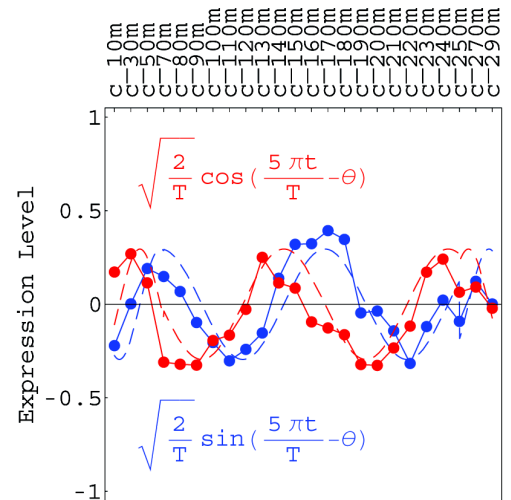 c-10m
c-30m
c-50m
c-70m
c-80m
c-90m
c-100m
c-110m
c-120m
c-130m
c-140m
c-150m
c-160m
c-170m
c-180m
c-190m
c-200m
c-210m
c-220m
c-230m
c-240m
c-250m
c-270m
c-290m
1
√(2/T) cos(5πt/T-θ)
0.5
Expression Level
0
-0.5
√(2/T) sin(5πt/T-θ)
-1